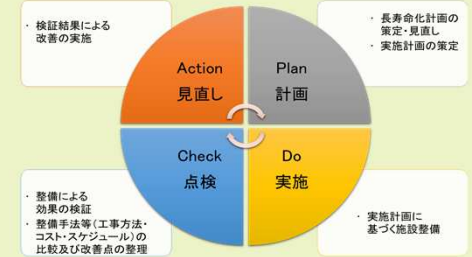 ・ 検証結果による
改善の実施
・ 長寿命化計画の
策定・見直し
・ 実施計画の策定
Action
見直し
Plan
計画
Check
点検
Do
実施
・ 整備による
効果の検証
・ 整備手法等(工事方法・
コスト・スケジュール)の
比較及び改善点の整理
・ 実施計画に
基づく施設整備